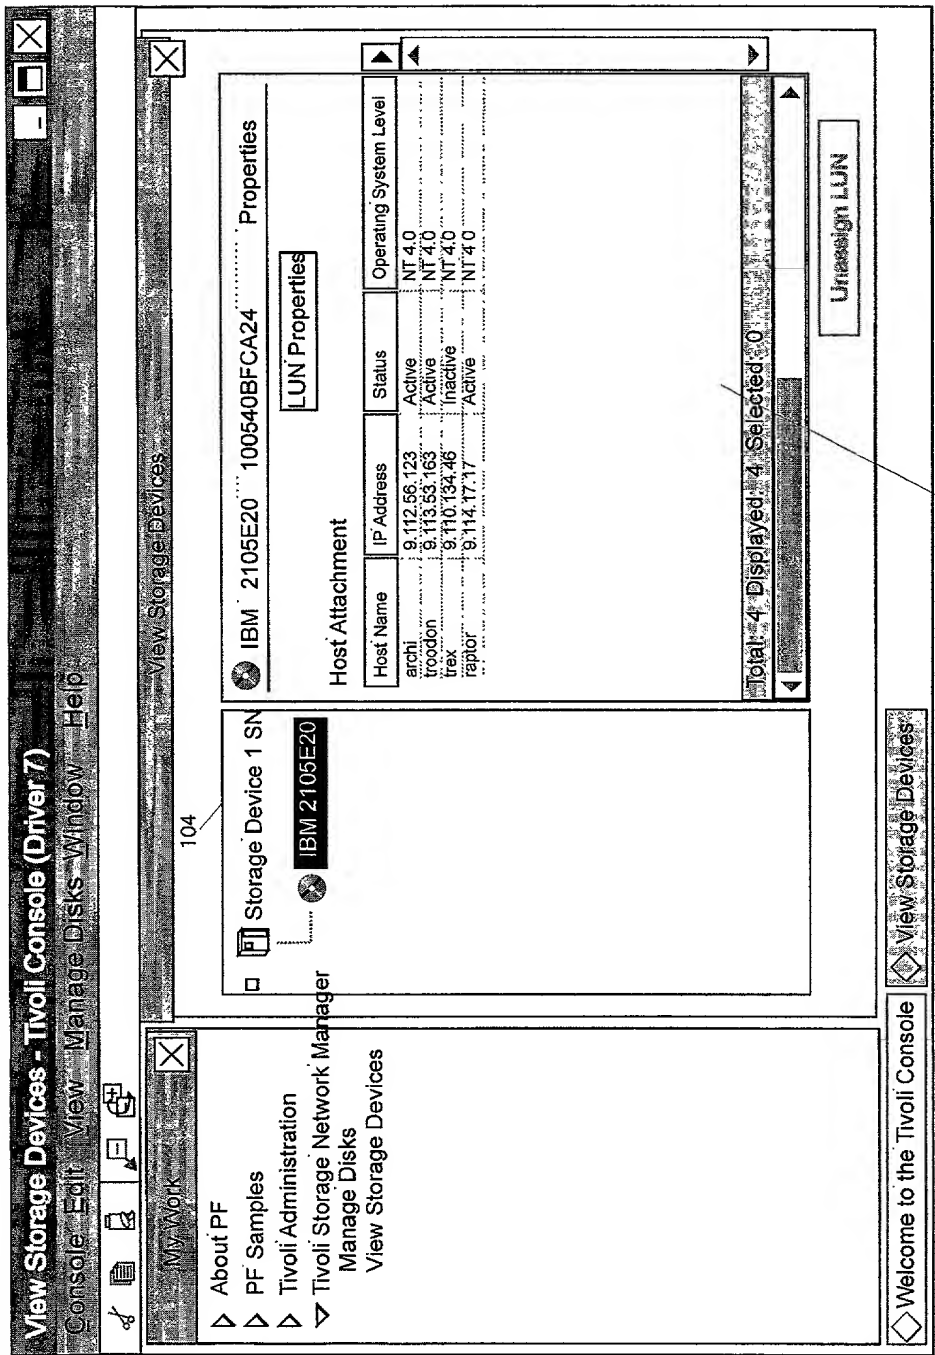 View Storage Devices - Tivoli Console (Driver 7)
Console Edit View Manage Disks Window Help
My Work
About PF
PF Samples
Tivoli Administration
Tivoli Storage Network Manager
Manage Disks
View Storage Devices
View Storage Devices
104
Storage Device 1 SN
IBM 2105E20
IBM 2105E20 100540BFCA24 Properties
LUN Properties
Host Attachment
Host Name IP Address Status Operating System Level
archi 9.112.56.123 Active NT 4.0
troodon 9.113.53.163 Active NT 4.0
trex 9.110.134.46 Inactive NT 4.0
raptor 9.114.17.17 Active NT 4.0
Total: 4 Displayed: 4 Selected: 0
Unassign LUN
Welcome to the Tivoli Console
View Storage Devices